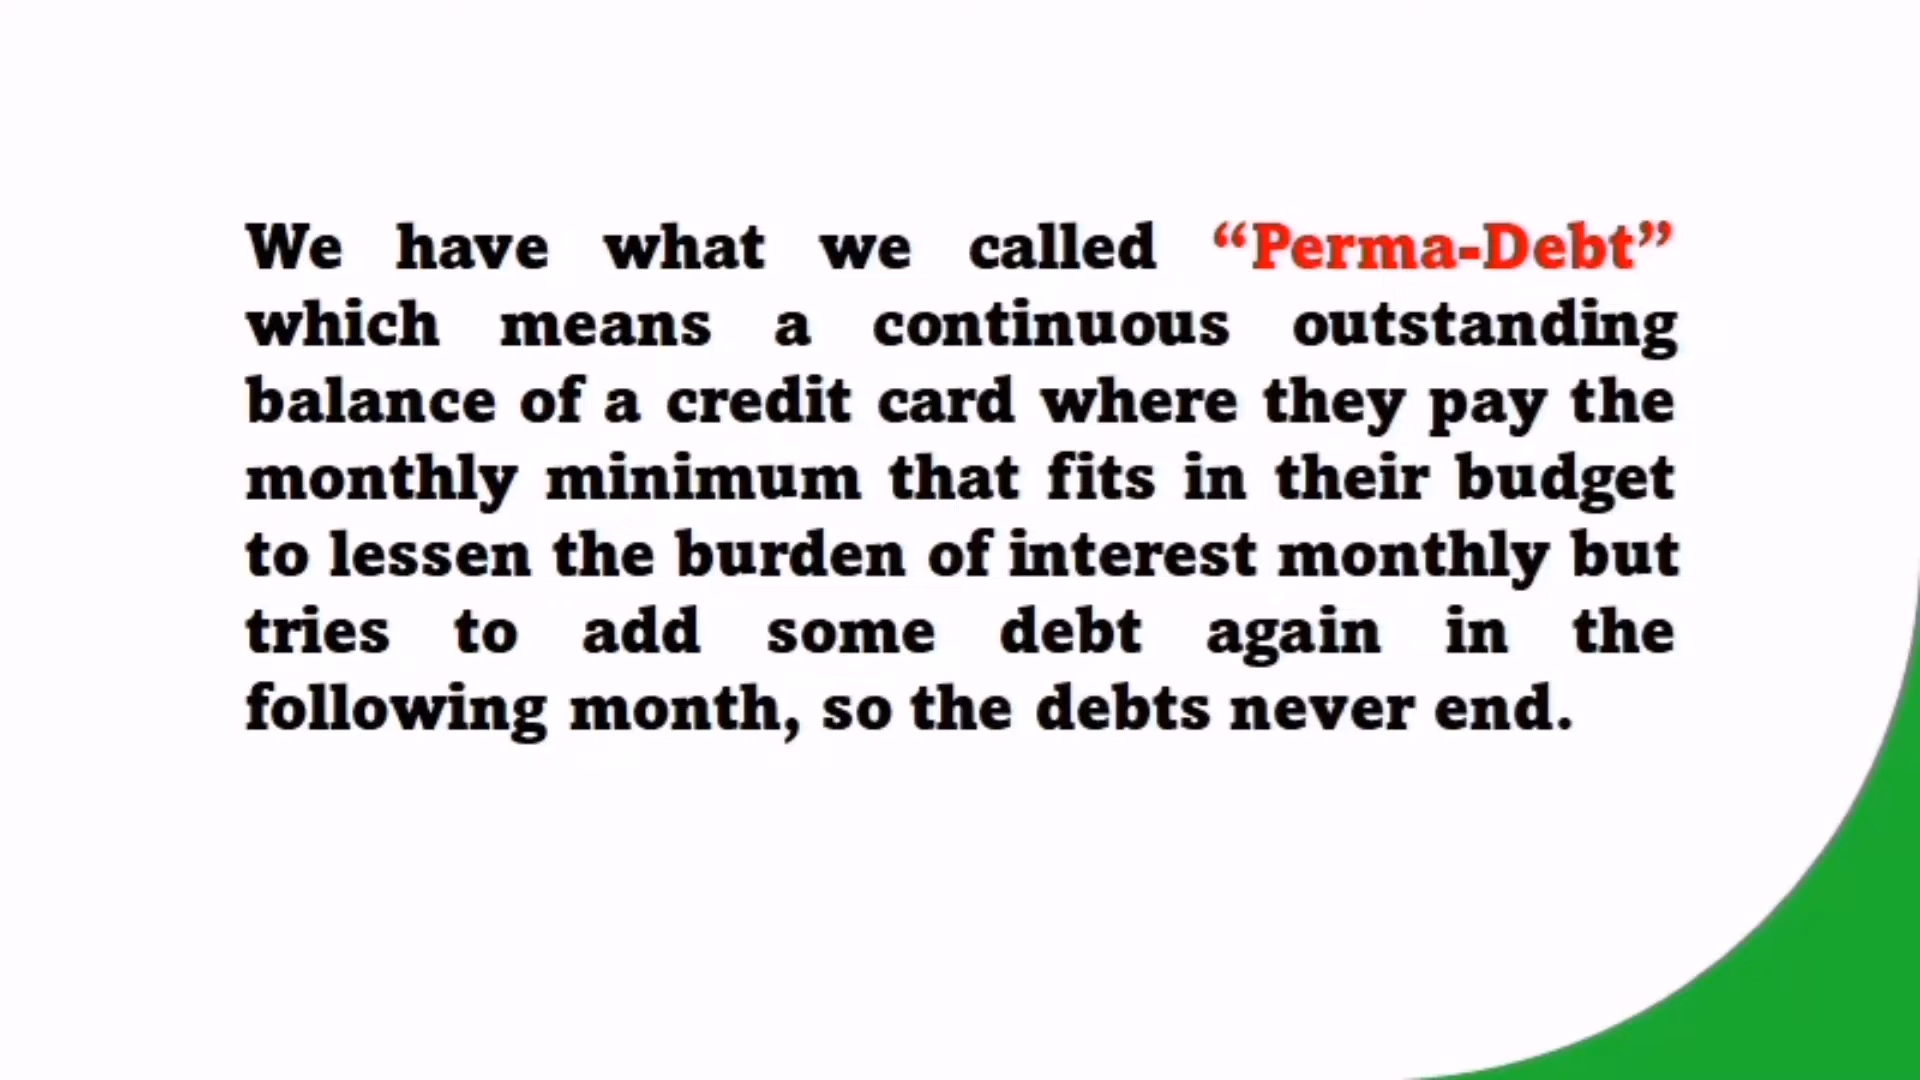 We have what we called “Perma-Debt”
which means a continuous outstanding
balance of a credit card where they pay the
monthly minimum that fits in their budget
to lessen the burden of interest monthly but
tries to add some debt again in the
following month, so the debts never end.